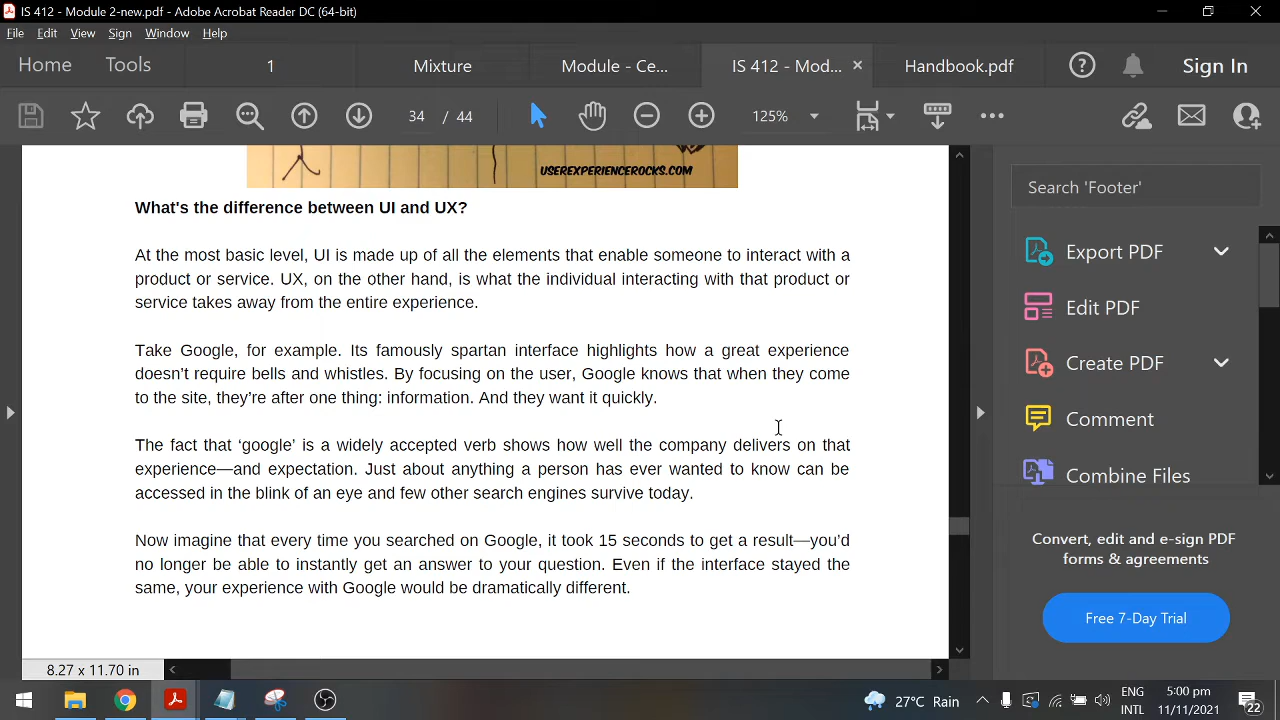 IS 412 - Module 2-new.pdf - Adobe Acrobat Reader DC (64-bit)
File Edit View Sign Window Help
Home Tools 1 Mixture Module - Ce... IS 412 - Mod... Handbook.pdf Sign In
34 / 44 125%
USEREXPERIENCEROCKS.COM
What's the difference between UI and UX?
At the most basic level, UI is made up of all the elements that enable someone to interact with a
product or service. UX, on the other hand, is what the individual interacting with that product or
service takes away from the entire experience.
Take Google, for example. Its famously spartan interface highlights how a great experience
doesn't require bells and whistles. By focusing on the user, Google knows that when they come
to the site, they're after one thing: information. And they want it quickly.
The fact that ‘google’ is a widely accepted verb shows how well the company delivers on that
experience—and expectation. Just about anything a person has ever wanted to know can be
accessed in the blink of an eye and few other search engines survive today.
Now imagine that every time you searched on Google, it took 15 seconds to get a result—you'd
no longer be able to instantly get an answer to your question. Even if the interface stayed the
same, your experience with Google would be dramatically different.
8.27 x 11.70 in
Search 'Footer'
Export PDF
Edit PDF
Create PDF
Comment
Combine Files
Convert, edit and e-sign PDF
forms & agreements
Free 7-Day Trial
27°C Rain
ENG
INTL
5:00 pm
11/11/2021
22